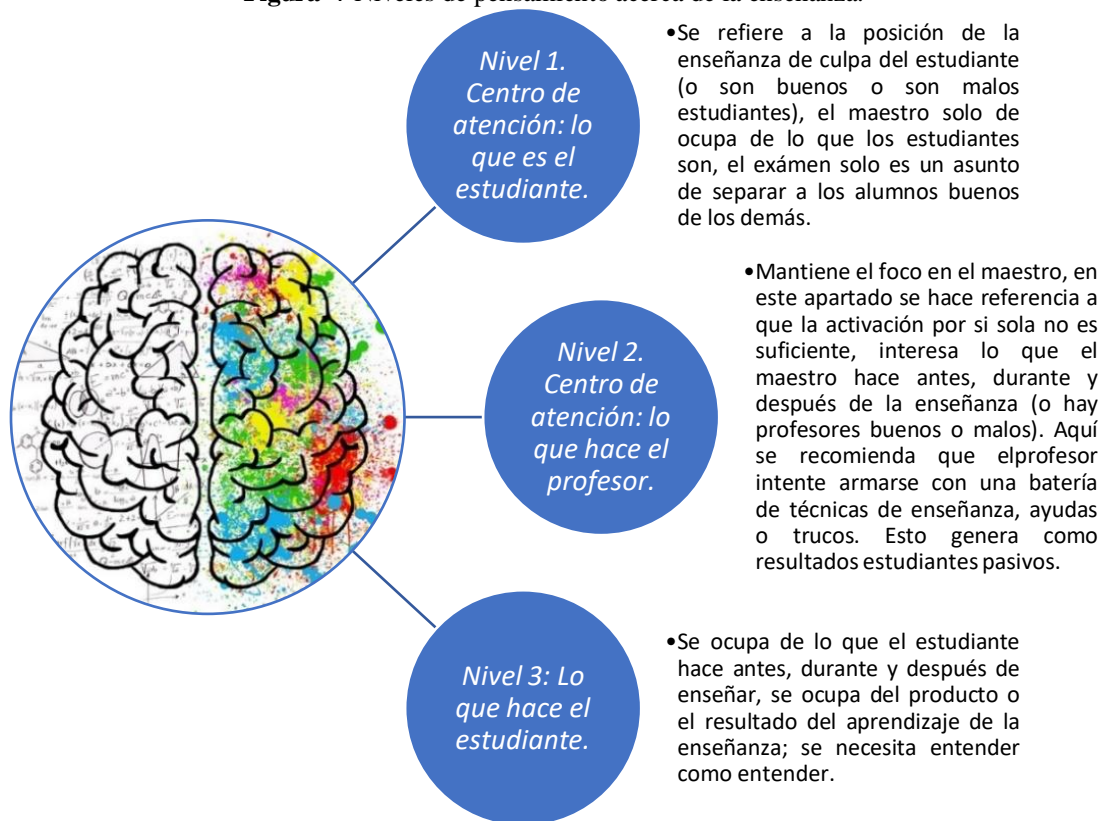 Nivel 1.
Centro de
atención: lo
que es el
estudiante.
•Se refiere a la posición de la
enseñanza de culpa del estudiante
(o son buenos o son malos
estudiantes), el maestro solo de
ocupa de lo que los estudiantes
son, el exámen solo es un asunto
de separar a los alumnos buenos
de los demás.
Nivel 2.
Centro de
atención: lo
que hace el
profesor.
•Mantiene el foco en el maestro, en
este apartado se hace referencia a
que la activación por si sola no es
suficiente, interesa lo que el
maestro hace antes, durante y
después de la enseñanza (o hay
profesores buenos o malos). Aquí
se recomienda que elprofesor
intente armarse con una batería
de técnicas de enseñanza, ayudas
o trucos. Esto genera como
resultados estudiantes pasivos.
Nivel 3: Lo
que hace el
estudiante.
•Se ocupa de lo que el estudiante
hace antes, durante y después de
enseñar, se ocupa del producto o
el resultado del aprendizaje de la
enseñanza; se necesita entender
como entender.